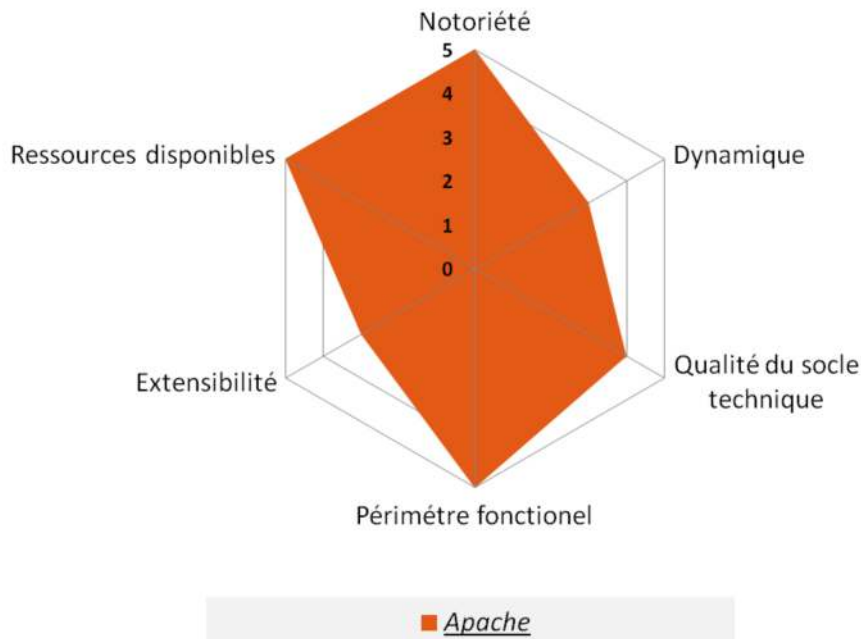 Notoriété
5
4
3
2
1
0
Dynamique
Qualité du socle
technique
Périmétre fonctionel
Extensibilité
Ressources disponibles
Apache